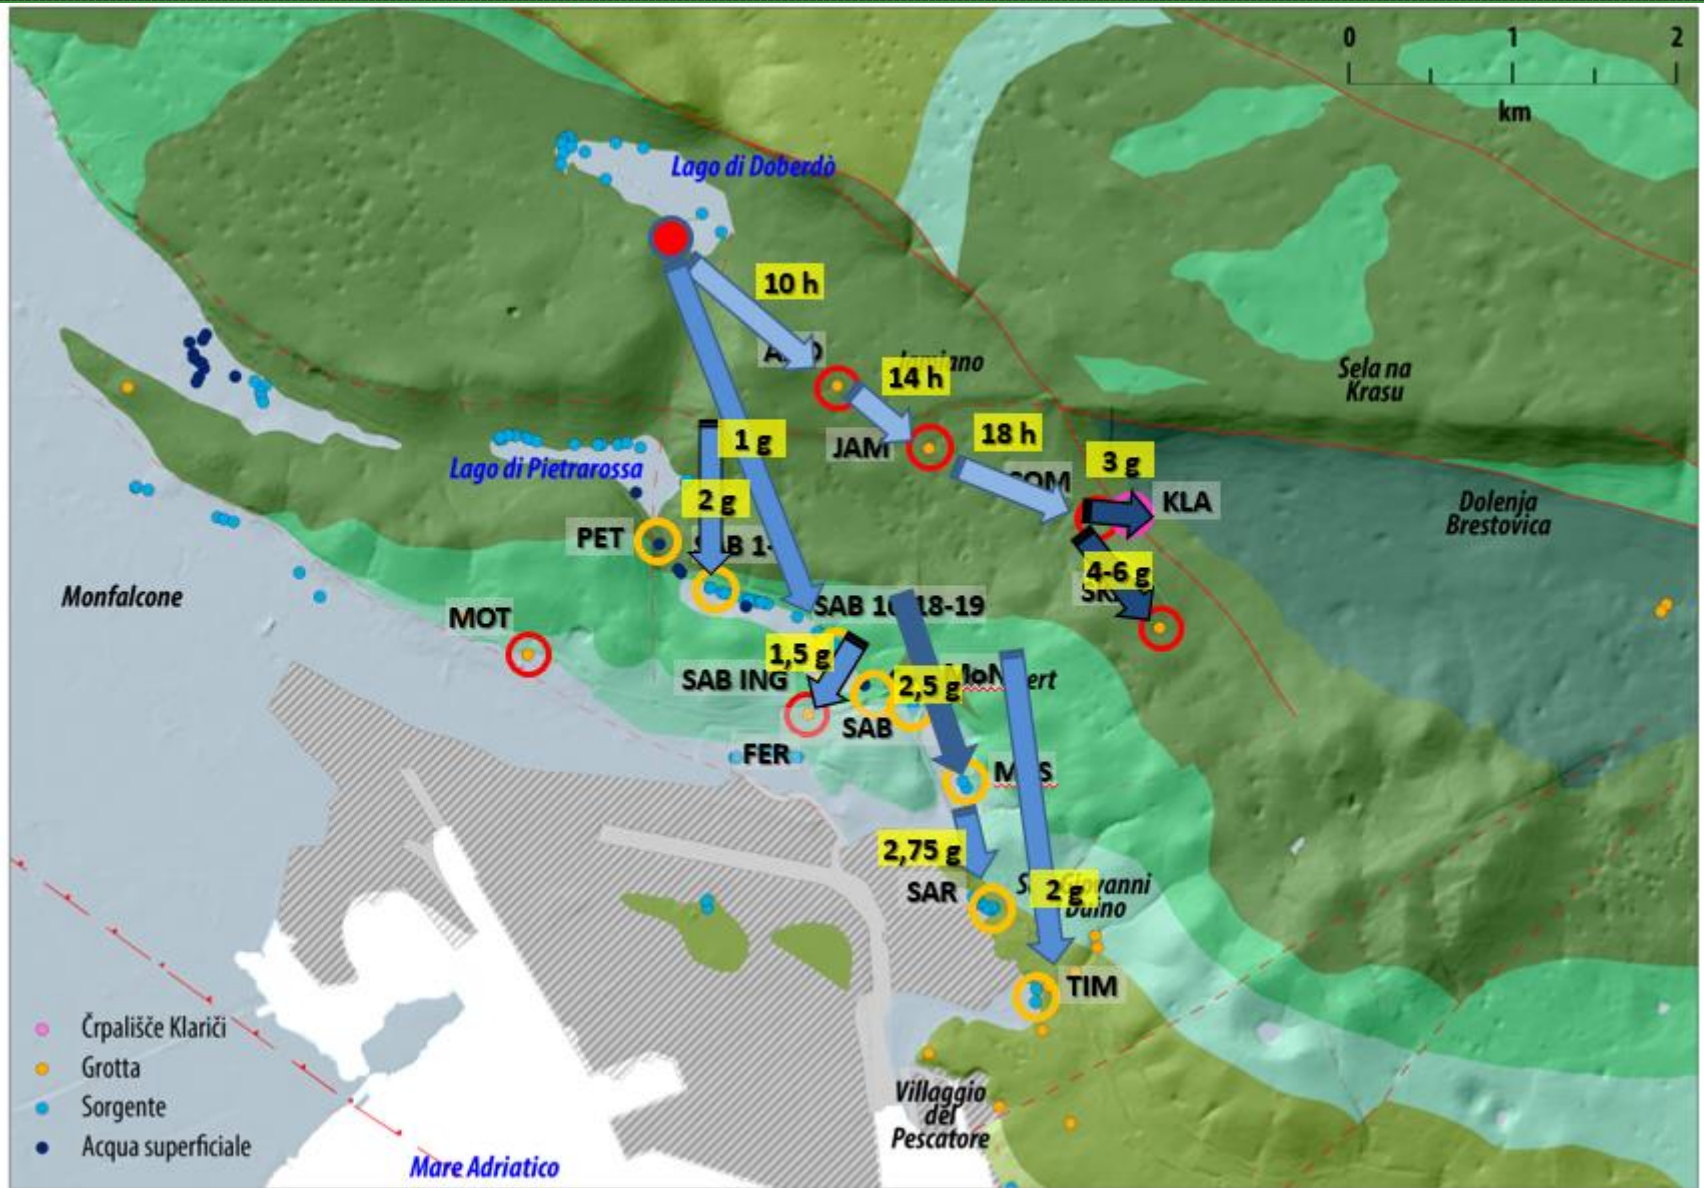 0 1 2
km
Lago di Doberdò
10 h
14 h
JAM
18 h
3 g
KLA
Sela na
Krasu
Dolenja
Brestovica
1 g
Lago di Pietrarossa
2 g
PET
4-6 g
Monfalcone
MOT
1,5 g
SAB ING
2,5 g
SAB
FER
2,75 g
SAR
2 g
TIM
Villaggio
del
Pescatore
Mare Adriatico
Črpališče Klariči
Grotta
Sorgente
Acqua superficiale